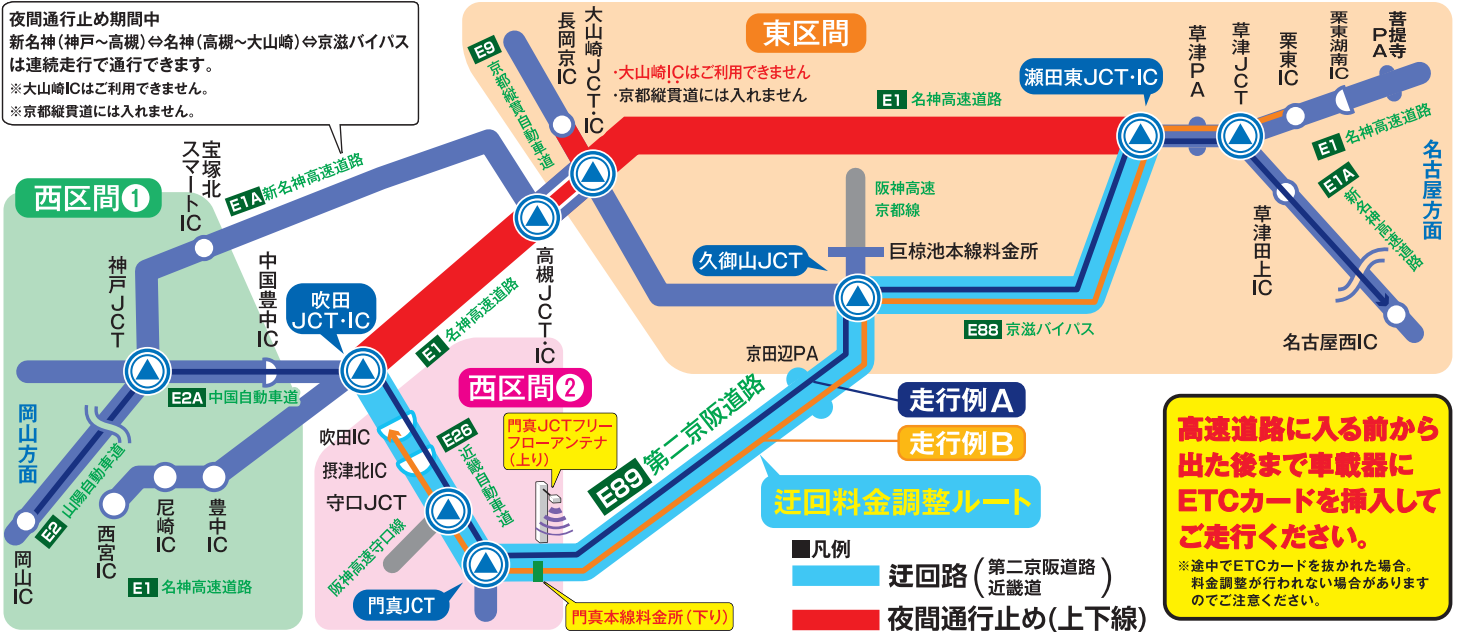 夜間通行止め期間中
新名神(神戸～高槻)⇔名神(高槻～大山崎)⇔京滋バイパス
は連続走行で通行できます。
※大山崎ICはご利用できません。
※京都縦貫道には入れません。
東区間
・大山崎ICはご利用できません
・京都縦貫道には入れません
E9 京都縦貫自動車道
長岡京IC
大山崎JCT・IC
E1 名神高速道路
瀬田東JCT・IC
草津PA
草津JCT
栗東IC
栗東湖南IC
菩提寺PA
E1 名神高速道路
E1A 新名神高速道路
名古屋方面
草津田上IC
名古屋西IC
阪神高速
京都線
巨椋池本線料金所
久御山JCT
E88 京滋バイパス
西区間①
宝塚北
スマートIC
E1A 新名神高速道路
神戸JCT
中国豊中IC
吹田
JCT・IC
高槻JCT・IC
E1 名神高速道路
E2A 中国自動車道
岡山方面
E2 山陽自動車道
岡山IC
西宮IC
尼崎IC
豊中IC
E1 名神高速道路
西区間②
吹田IC
摂津北IC
守口JCT
E26 近畿自動車道
阪神高速守口線
門真JCT
門真JCTフリー
フローアンテナ
(上り)
門真本線料金所(下り)
京田辺PA
E89 第二京阪道路
走行例A
走行例B
迂回料金調整ルート
■凡例
迂回路(第二京阪道路
近畿道)
夜間通行止め(上下線)
高速道路に入る前から
出た後まで車載器に
ETCカードを挿入して
ご走行ください。
※途中でETCカードを抜かれた場合。
料金調整が行われない場合があります
のでご注意ください。